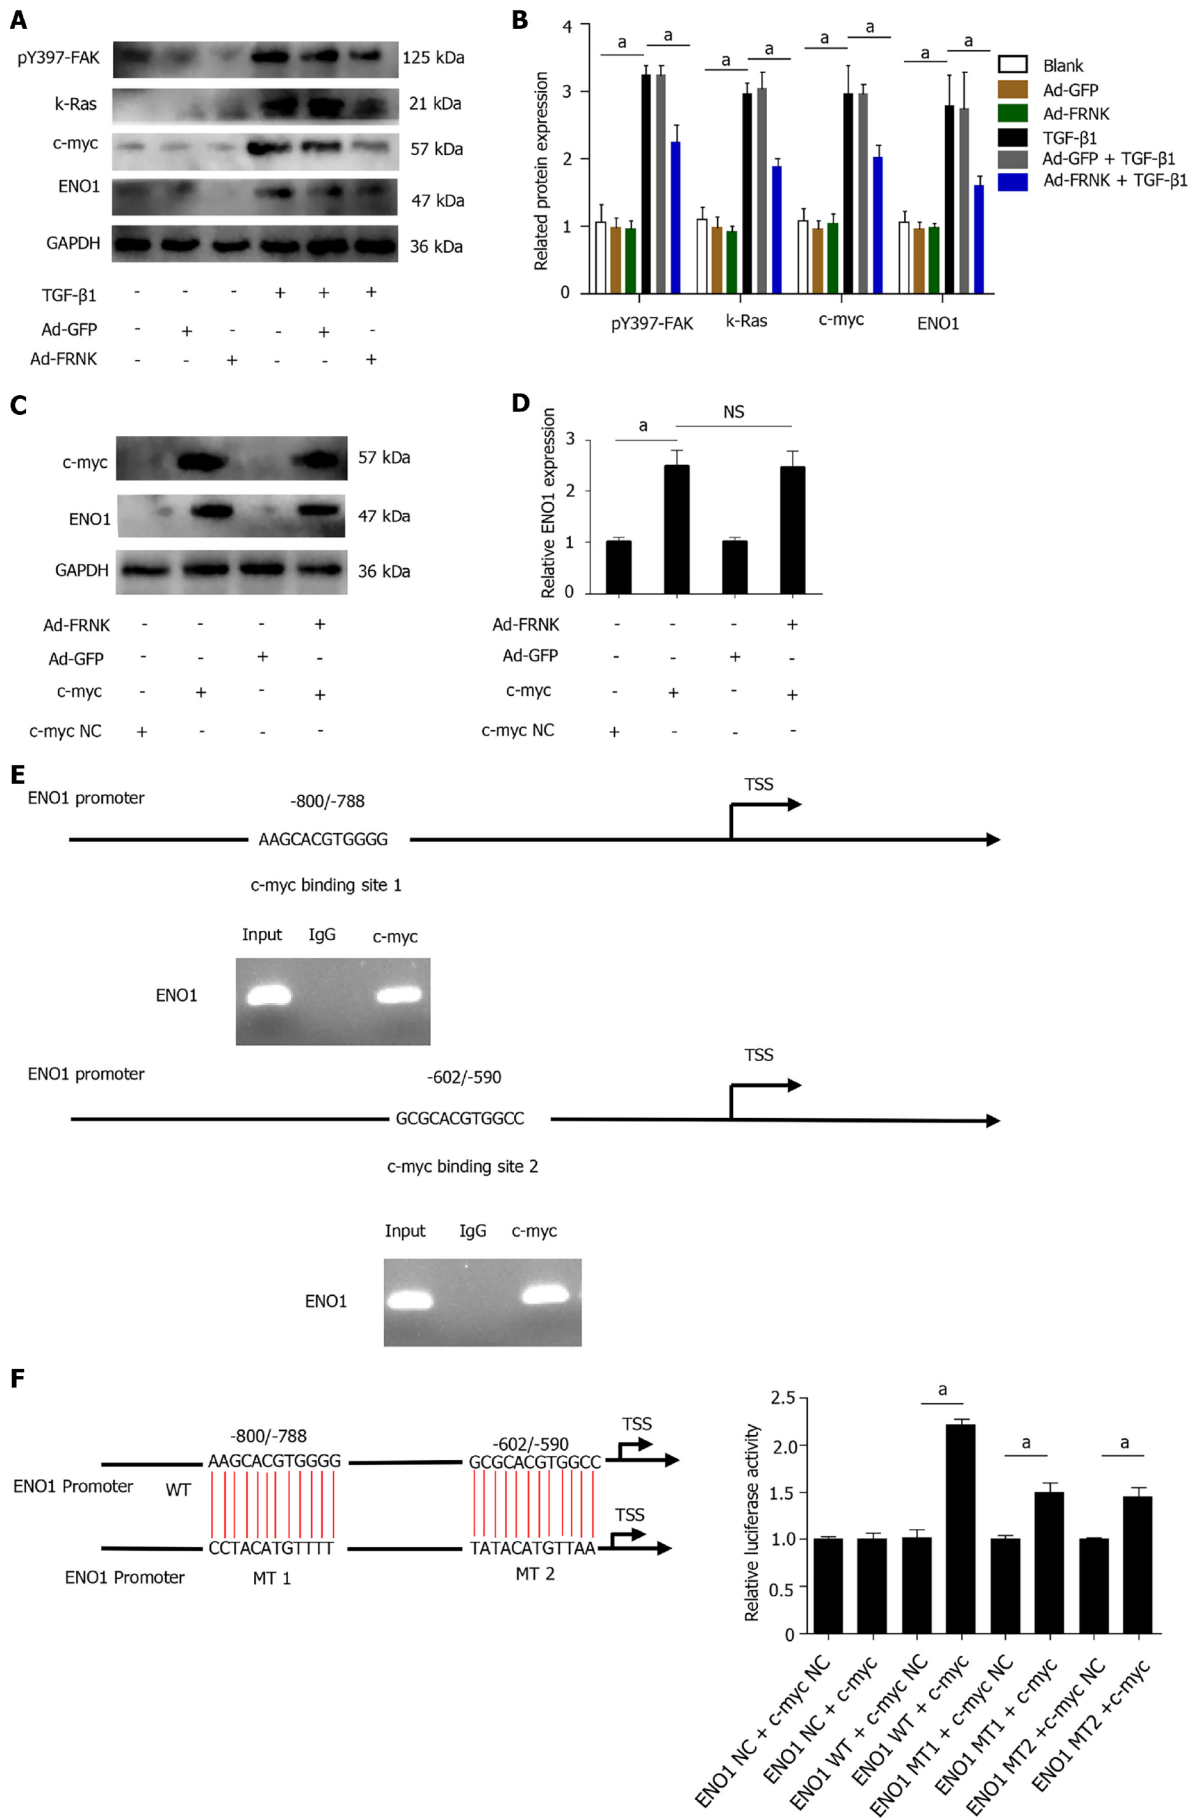 A
pY397-FAK 125 kDa
k-Ras 21 kDa
c-myc 57 kDa
ENO1 47 kDa
GAPDH 36 kDa
TGF-β1 - - - + + +
Ad-GFP - + - - + -
Ad-FRNK - - + - - +
B
Related protein expression
4
3
2
1
0
a a a a a a a a
pY397-FAK k-Ras c-myc ENO1
Blank
Ad-GFP
Ad-FRNK
TGF-β1
Ad-GFP + TGF-β1
Ad-FRNK + TGF-β1
C
c-myc 57 kDa
ENO1 47 kDa
GAPDH 36 kDa
Ad-FRNK - - - +
Ad-GFP - - + -
c-myc - + - +
c-myc NC + - - -
D
Relative ENO1 expression
3
2
1
0
a NS
Ad-FRNK - - - +
Ad-GFP - - + -
c-myc - + - +
c-myc NC + - - -
E
ENO1 promoter -800/-788 TSS
AAGCACGTGGGG
c-myc binding site 1
Input IgG c-myc
ENO1
ENO1 promoter -602/-590 TSS
GCGCACGTGGCC
c-myc binding site 2
Input IgG c-myc
ENO1
F
-800/-788 -602/-590 TSS
AAGCACGTGGGG GCGCACGTGGCC
ENO1 Promoter WT
TSS
CCTACATGTTTT TATACATGTTAA
ENO1 Promoter MT 1 MT 2
Relative luciferase activity
2.5
2.0
1.5
1.0
0.5
0
a a a
ENO1 NC + c-myc NC
ENO1 NC + c-myc
ENO1 WT + c-myc NC
ENO1 WT + c-myc
ENO1 MT1 + c-myc NC
ENO1 MT1 + c-myc
ENO1 MT2 +c-myc NC
ENO1 MT2 +c-myc